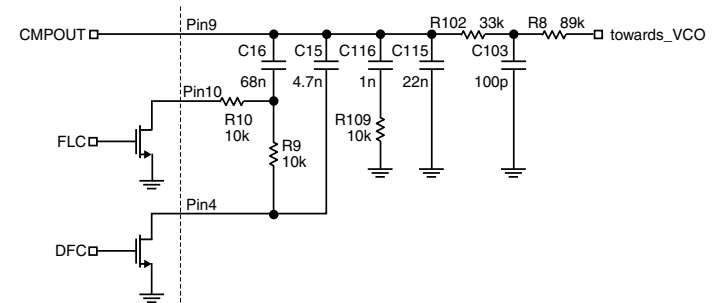 CMPOUT Pin9 R102 33k R8 89k towards_VCO
C16 C15 C116 C115 C103
68n 4.7n 1n 22n 100p
Pin10
R10 10k
R109 10k
FLC
R9 10k
Pin4
DFC